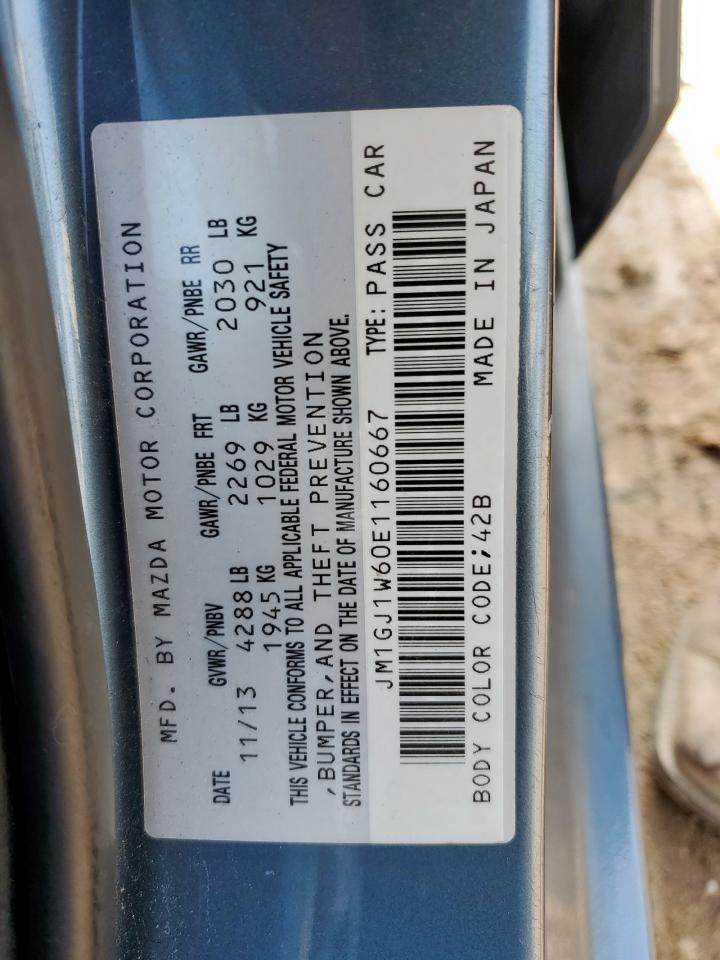 MFD. BY MAZDA MOTOR CORPORATION
DATE GVWR/PNBV GAWR/PNBE FRT GAWR/PNBE RR
11/13 4288 LB 2269 LB 2030 LB
1945 KG 1029 KG 921 KG
THIS VEHICLE CONFORMS TO ALL APPLICABLE FEDERAL MOTOR VEHICLE SAFETY
,BUMPER,AND THEFT PREVENTION
STANDARDS IN EFFECT ON THE DATE OF MANUFACTURE SHOWN ABOVE.
JM1GJ1W60E1160667 TYPE: PASS CAR
BODY COLOR CODE;42B MADE IN JAPAN